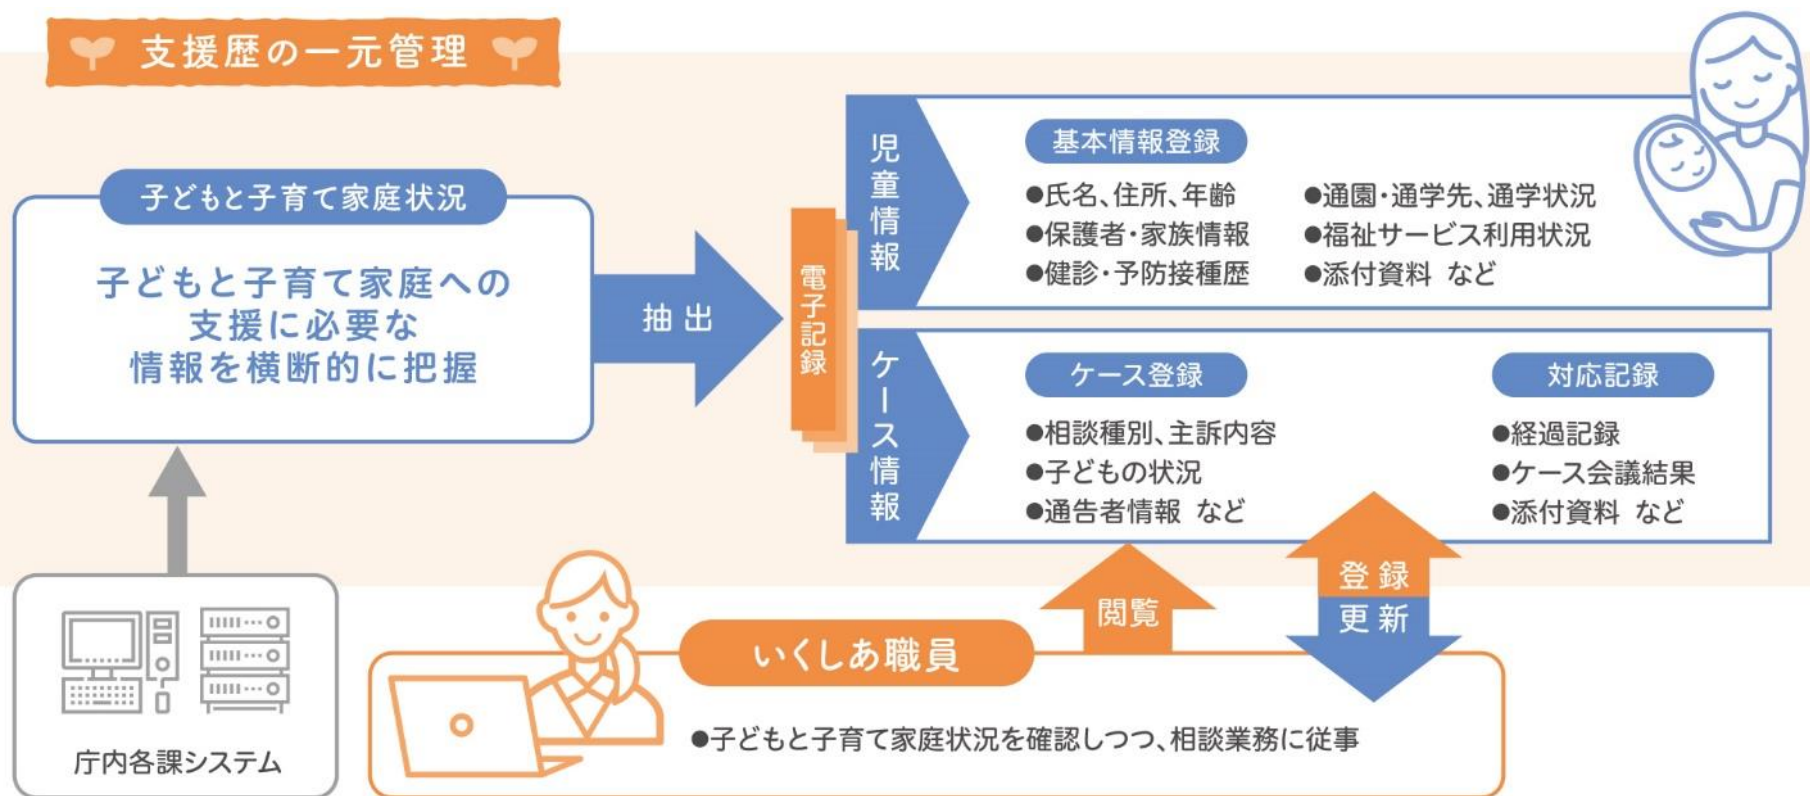 支援歴の一元管理
子どもと子育て家庭状況
子どもと子育て家庭への
支援に必要な
情報を横断的に把握
庁内各課システム
抽出
電子記録
児童情報
基本情報登録
●氏名、住所、年齢
●保護者・家族情報
●健診・予防接種歴
●通園・通学先、通学状況
●福祉サービス利用状況
●添付資料 など
ケース情報
ケース登録
●相談種別、主訴内容
●子どもの状況
●通告者情報 など
対応記録
●経過記録
●ケース会議結果
●添付資料 など
閲覧
登録
更新
いくしあ職員
●子どもと子育て家庭状況を確認しつつ、相談業務に従事